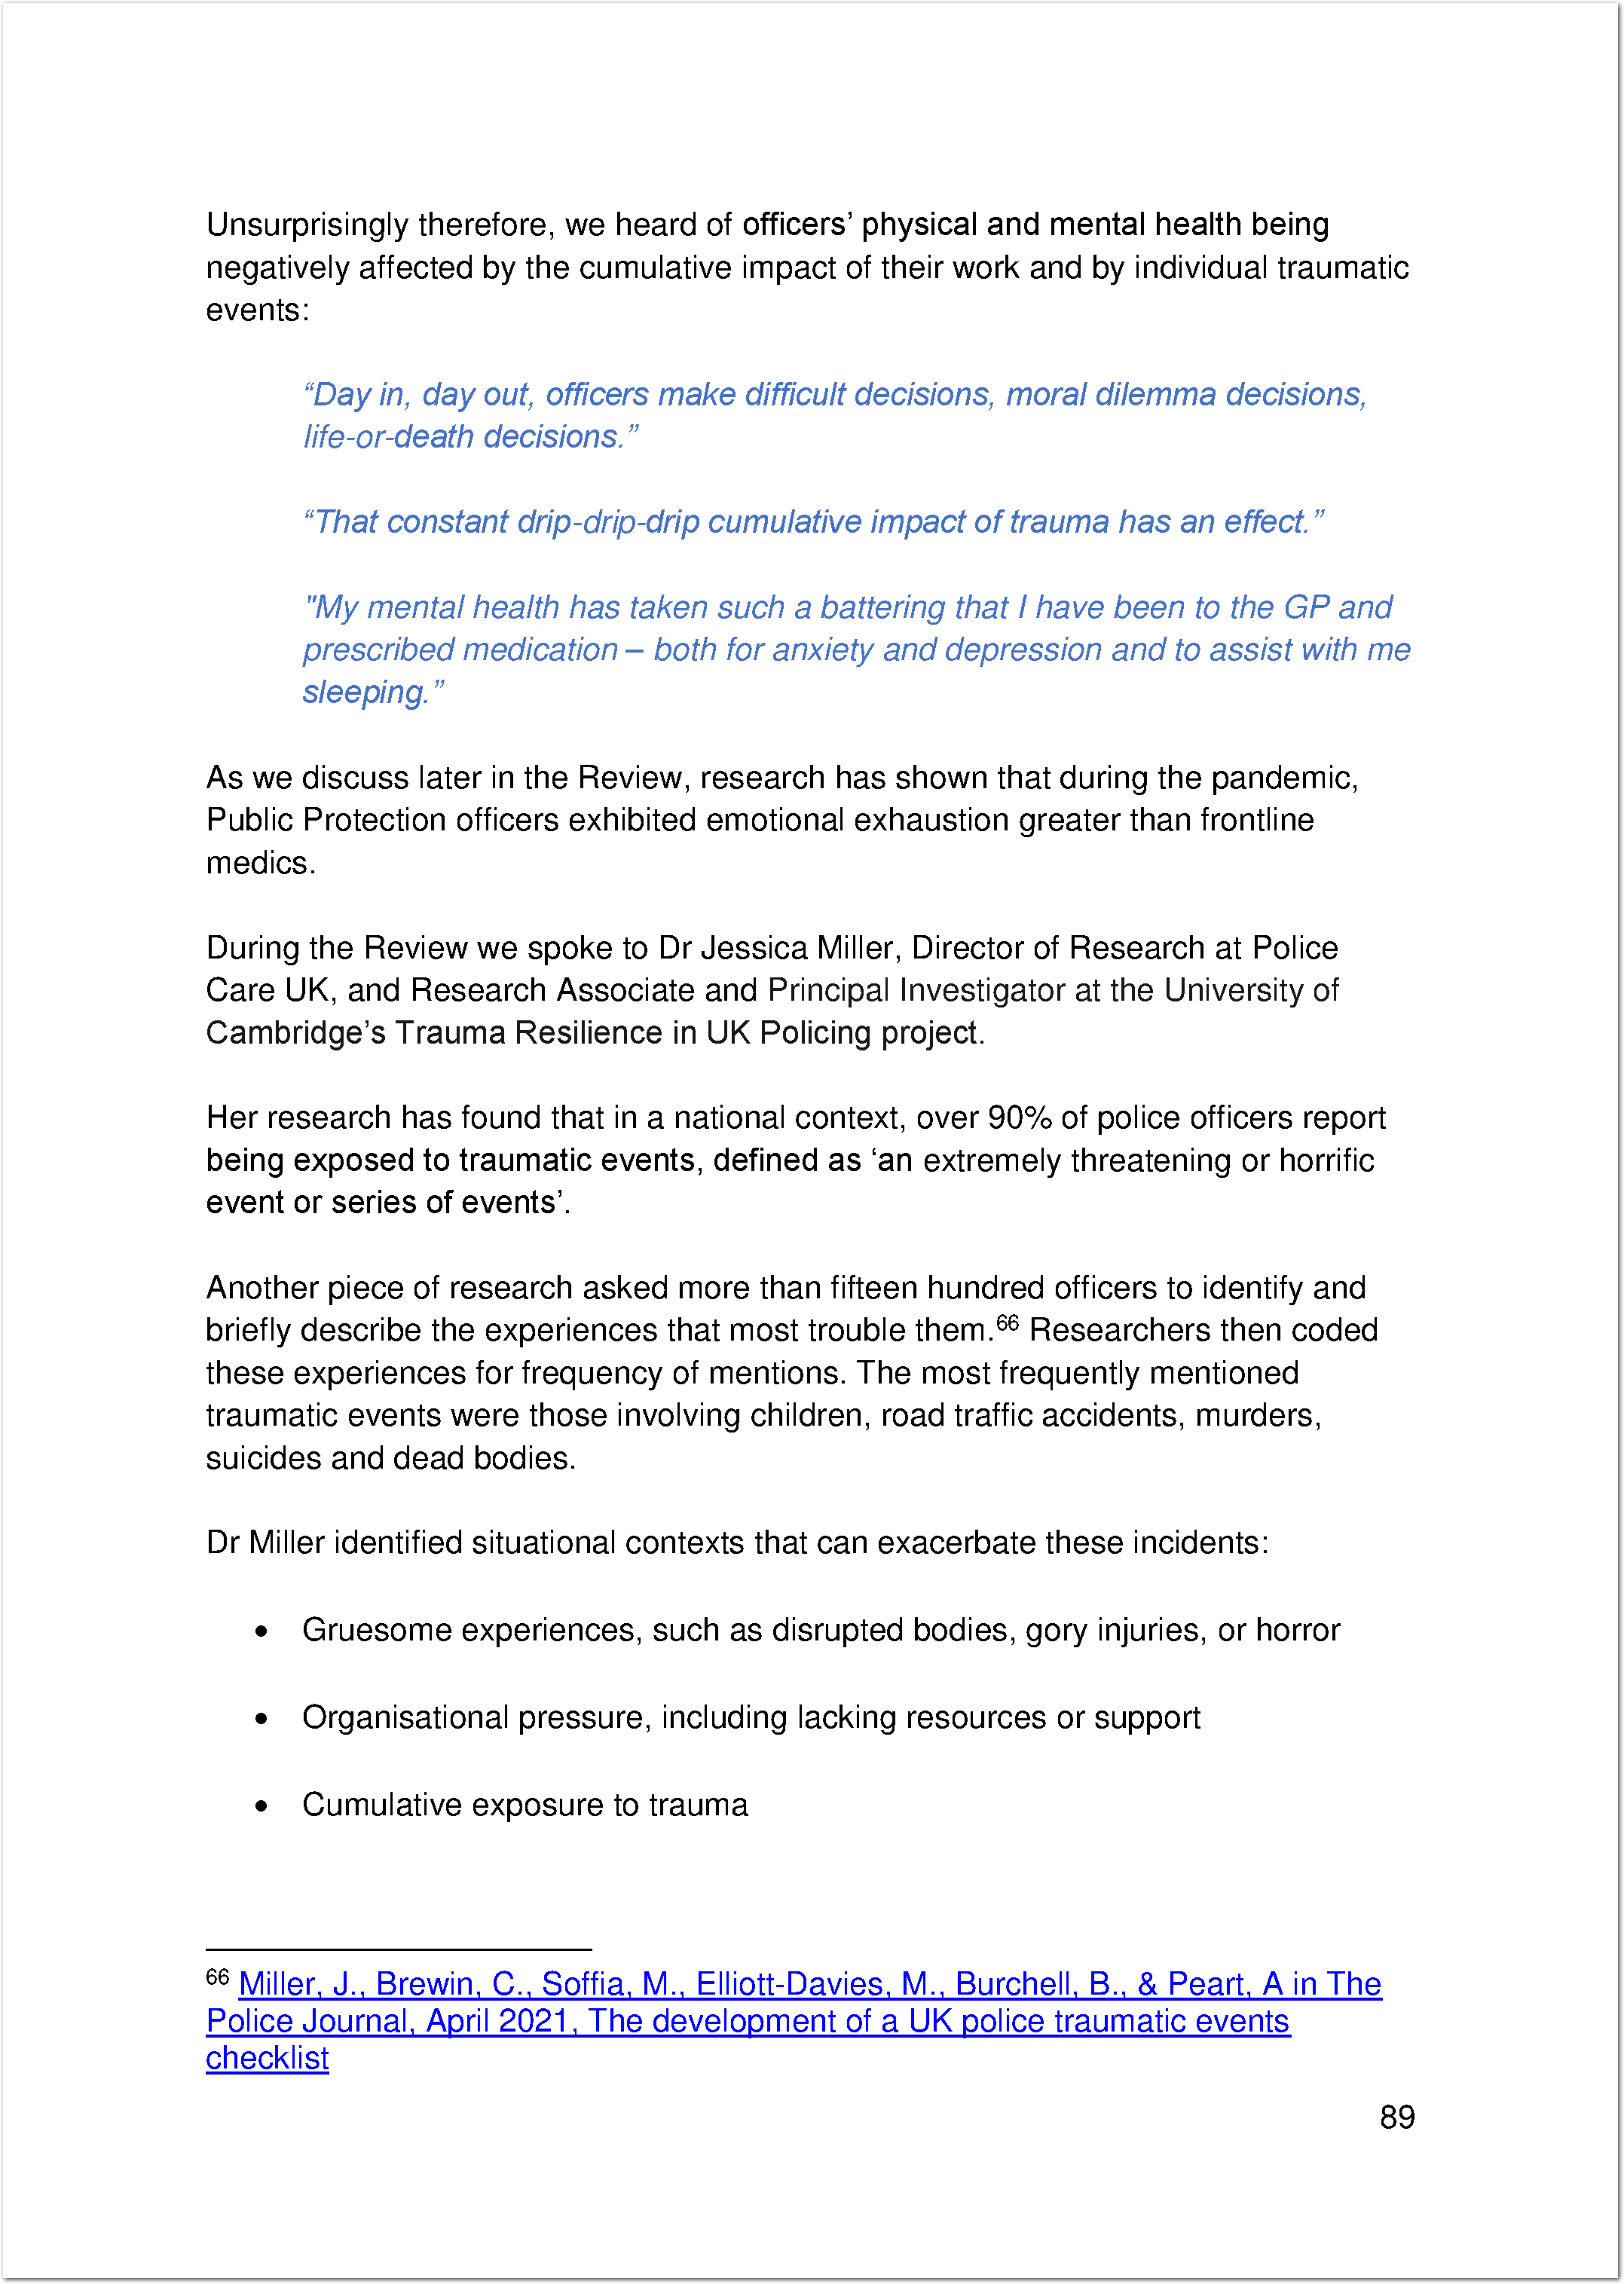 Unsurprisingly therefore, we heard of officers’ physical and mental health being
negatively affected by the cumulative impact of their work and by individual traumatic
events:
“Day in, day out, officers make difficult decisions, moral dilemma decisions,
life-or-death decisions.”
“That constant drip-drip-drip cumulative impact of trauma has an effect.”
"My mental health has taken such a battering that I have been to the GP and
prescribed medication – both for anxiety and depression and to assist with me
sleeping.”
As we discuss later in the Review, research has shown that during the pandemic,
Public Protection officers exhibited emotional exhaustion greater than frontline
medics.
During the Review we spoke to Dr Jessica Miller, Director of Research at Police
Care UK, and Research Associate and Principal Investigator at the University of
Cambridge’s Trauma Resilience in UK Policing project.
Her research has found that in a national context, over 90% of police officers report
being exposed to traumatic events, defined as ‘an extremely threatening or horrific
event or series of events’.
Another piece of research asked more than fifteen hundred officers to identify and
briefly describe the experiences that most trouble them.66 Researchers then coded
these experiences for frequency of mentions. The most frequently mentioned
traumatic events were those involving children, road traffic accidents, murders,
suicides and dead bodies.
Dr Miller identified situational contexts that can exacerbate these incidents:
• Gruesome experiences, such as disrupted bodies, gory injuries, or horror
• Organisational pressure, including lacking resources or support
• Cumulative exposure to trauma
66 Miller, J., Brewin, C., Soffia, M., Elliott-Davies, M., Burchell, B., & Peart, A in The
Police Journal, April 2021, The development of a UK police traumatic events
checklist
89